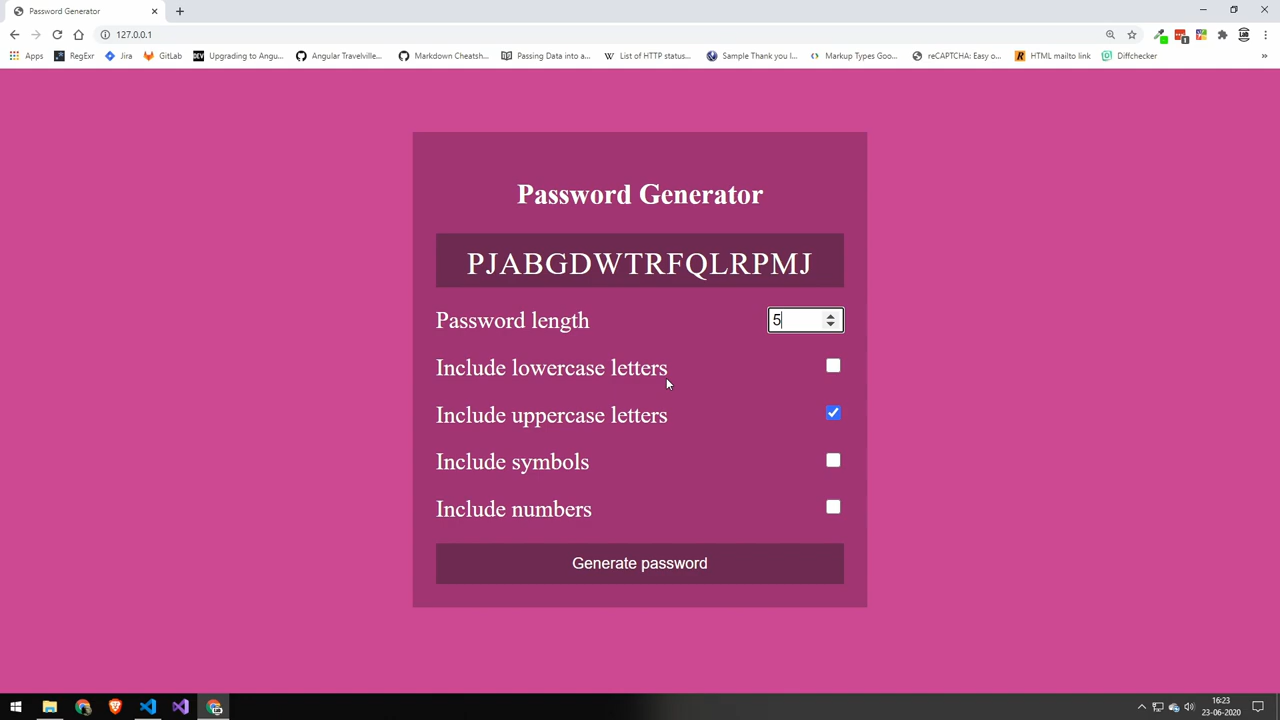 Password Generator
127.0.0.1
Apps RegExr Jira GitLab DEV Upgrading to Angu... Angular Travelville... Markdown Cheatsh... Passing Data into a... W List of HTTP status... Sample Thank you l... Markup Types Goo... reCAPTCHA: Easy o... R HTML mailto link Diffchecker »
Password Generator
PJABGDWTRFQLRPMJ
Password length 5
Include lowercase letters
Include uppercase letters
Include symbols
Include numbers
Generate password
16:23
23-06-2020